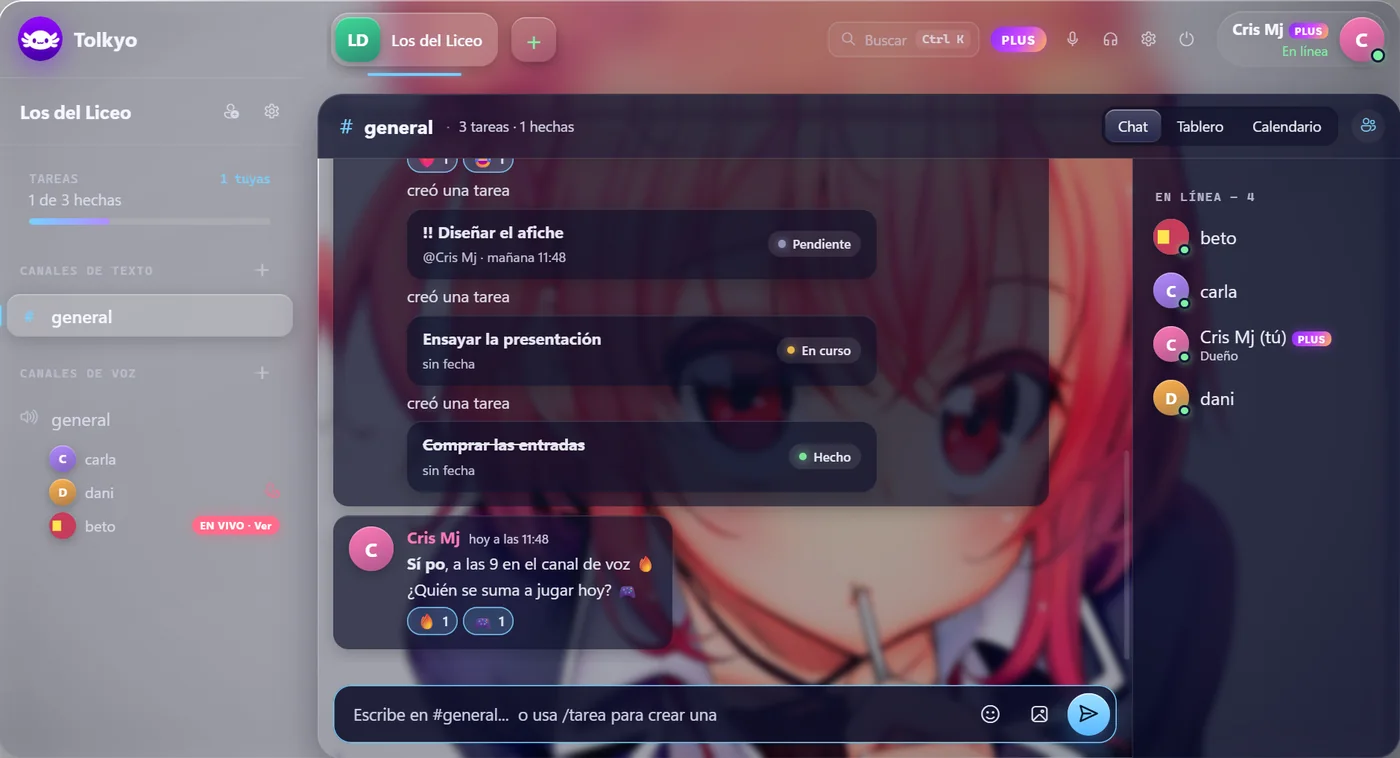 Tolkyo
LD Los del Liceo +
Buscar Ctrl K
PLUS
Cris Mj PLUS
En línea
C
Los del Liceo
TAREAS 1 tuyas
1 de 3 hechas
CANALES DE TEXTO +
# general
CANALES DE VOZ +
general
C carla
D dani
beto EN VIVO · Ver
# general · 3 tareas · 1 hechas
Chat Tablero Calendario
1 1
creó una tarea
!! Diseñar el afiche
@Cris Mj · mañana 11:48
Pendiente
creó una tarea
Ensayar la presentación
sin fecha
En curso
creó una tarea
Comprar las entradas
sin fecha
Hecho
C
Cris Mj hoy a las 11:48
Sí po, a las 9 en el canal de voz 🔥
¿Quién se suma a jugar hoy? 🎮
🔥 1 🎮 1
Escribe en #general... o usa /tarea para crear una
EN LÍNEA — 4
beto
C carla
C Cris Mj (tú) PLUS
Dueño
D dani